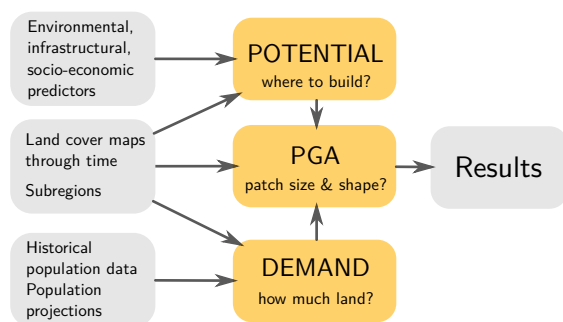 Environmental,
infrastructural,
socio-economic
predictors
POTENTIAL
where to build?
Land cover maps
through time
Subregions
PGA
patch size & shape?
Results
Historical
population data
Population
projections
DEMAND
how much land?